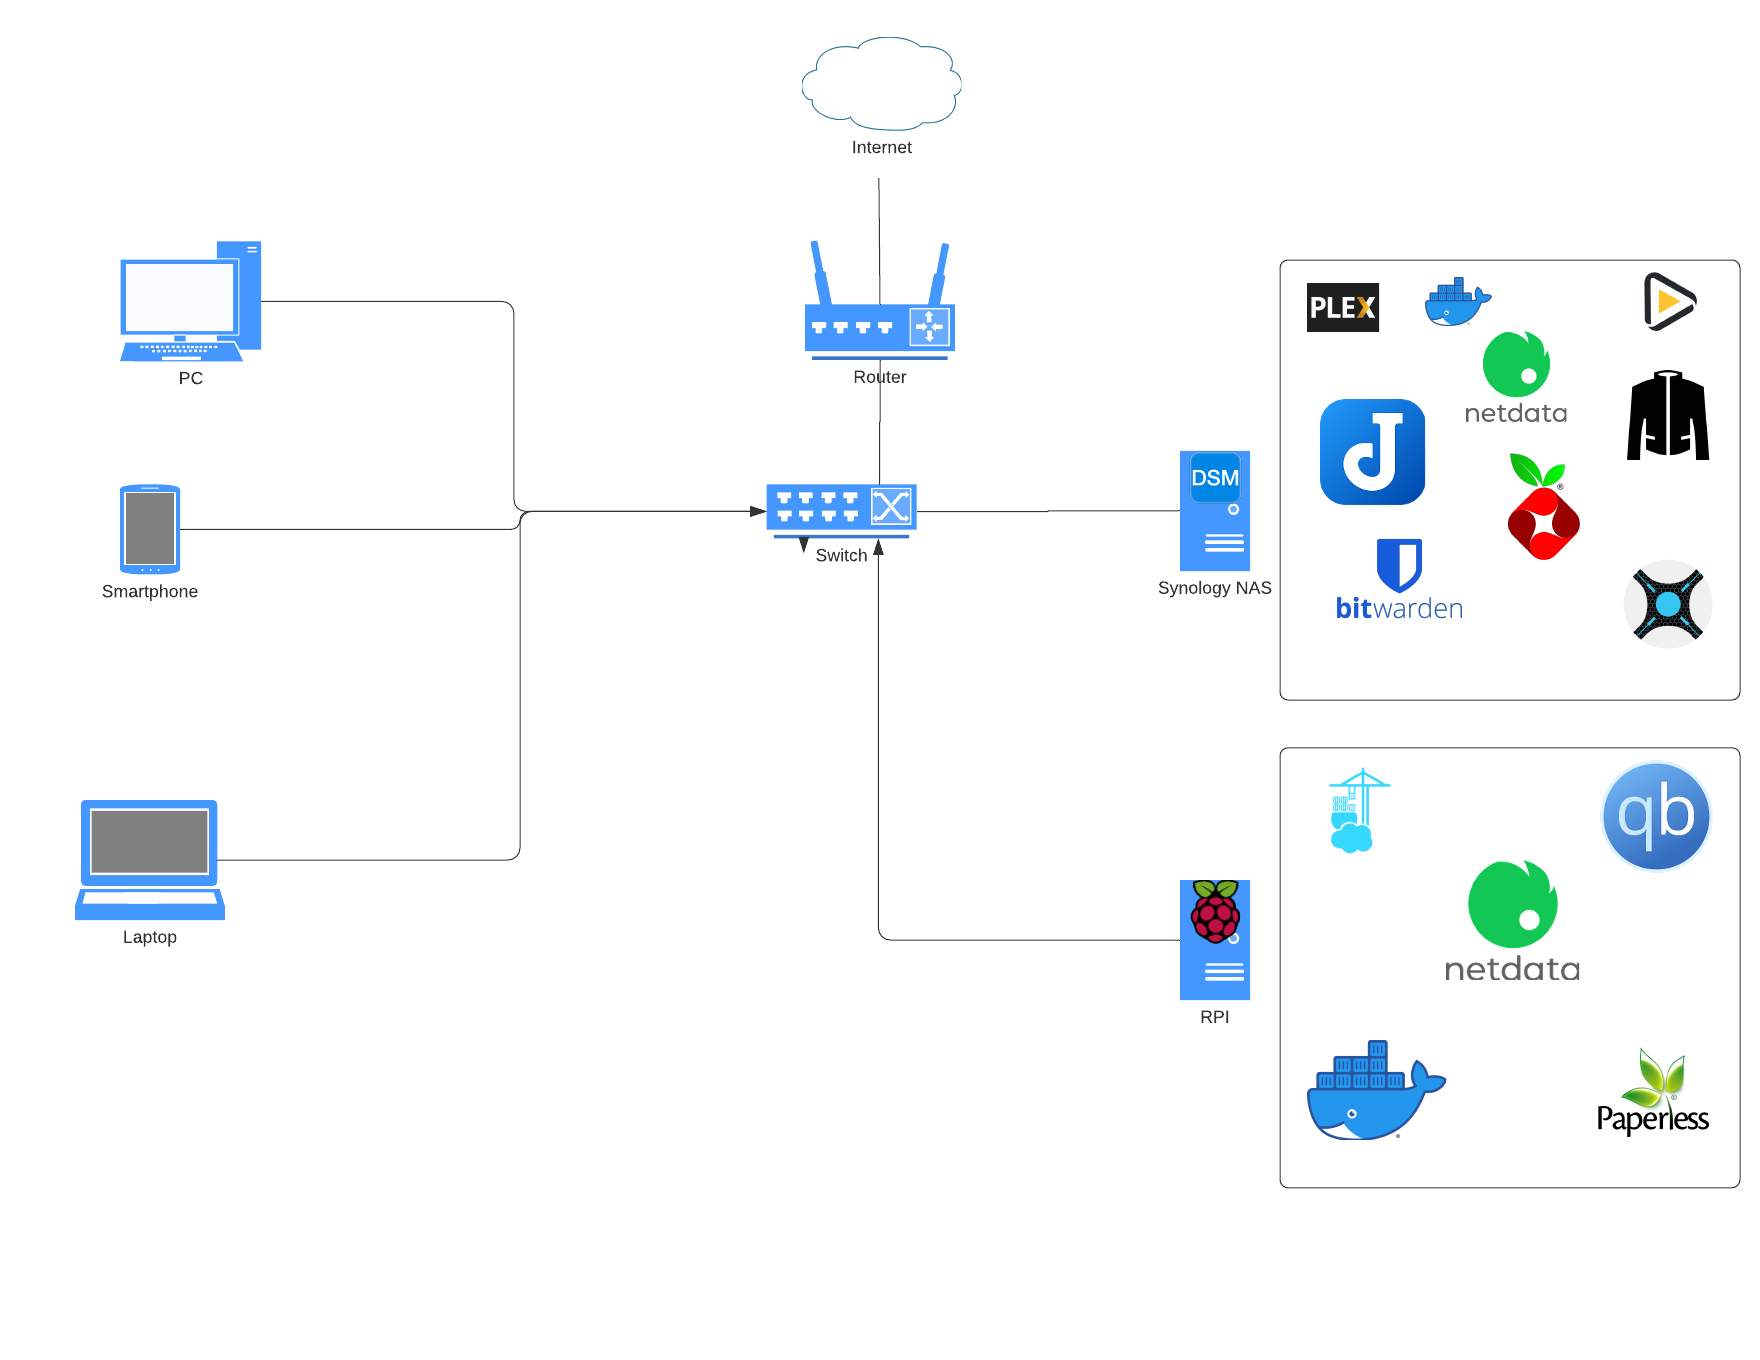 Internet
PC
Router
Switch
Smartphone
Laptop
DSM
Synology NAS
RPI
PLEX
netdata
J
®
bitwarden
qb
netdata
Paperless